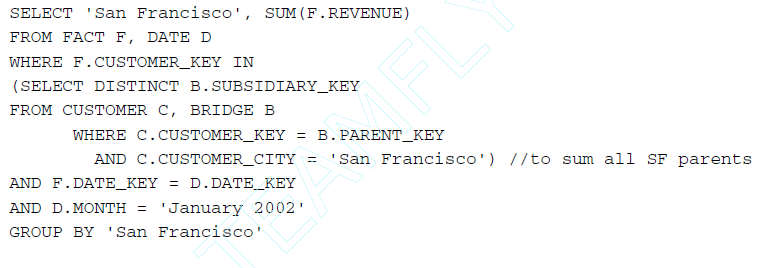 SELECT 'San Francisco', SUM(F.REVENUE)
FROM FACT F, DATE D
WHERE F.CUSTOMER_KEY IN
(SELECT DISTINCT B.SUBSIDIARY_KEY
FROM CUSTOMER C, BRIDGE B
WHERE C.CUSTOMER_KEY = B.PARENT_KEY
AND C.CUSTOMER_CITY = 'San Francisco') //to sum all SF parents
AND F.DATE_KEY = D.DATE_KEY
AND D.MONTH = 'January 2002'
GROUP BY 'San Francisco'
TEAMFLY